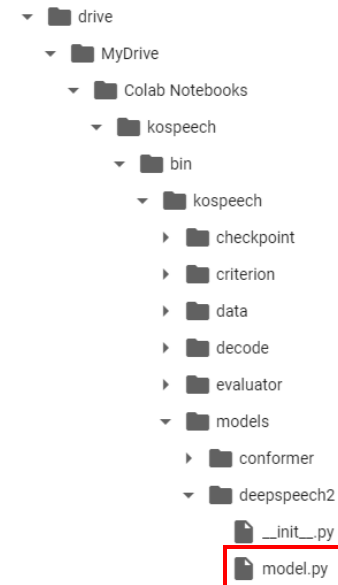 drive
MyDrive
Colab Notebooks
kospeech
bin
kospeech
checkpoint
criterion
data
decode
evaluator
models
conformer
deepspeech2
__init__.py
model.py